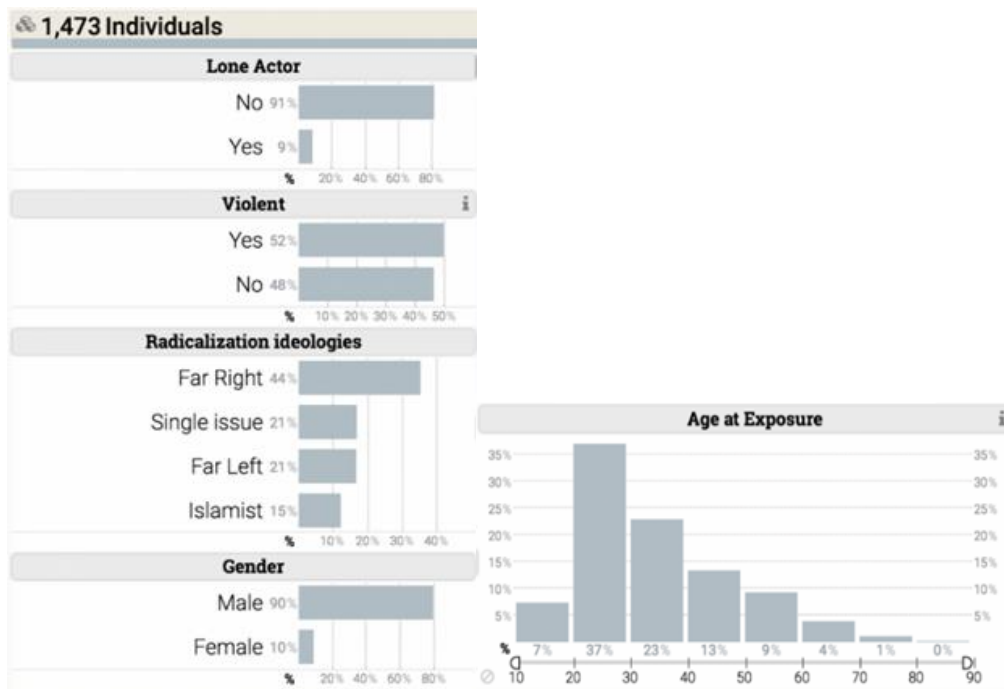 1,473 Individuals
Lone Actor
No 91%
Yes 9%
% 20% 40% 60% 80%
Violent i
Yes 52%
No 48%
% 10% 20% 30% 40% 50%
Radicalization ideologies
Far Right 44%
Single issue 21%
Far Left 21%
Islamist 15%
% 10% 20% 30% 40%
Gender
Male 90%
Female 10%
% 20% 40% 60% 80%
Age at Exposure i
35% 35%
30% 30%
25% 25%
20% 20%
15% 15%
10% 10%
5% 5%
% 7% 37% 23% 13% 9% 4% 1% 0%
10 20 30 40 50 60 70 80 90